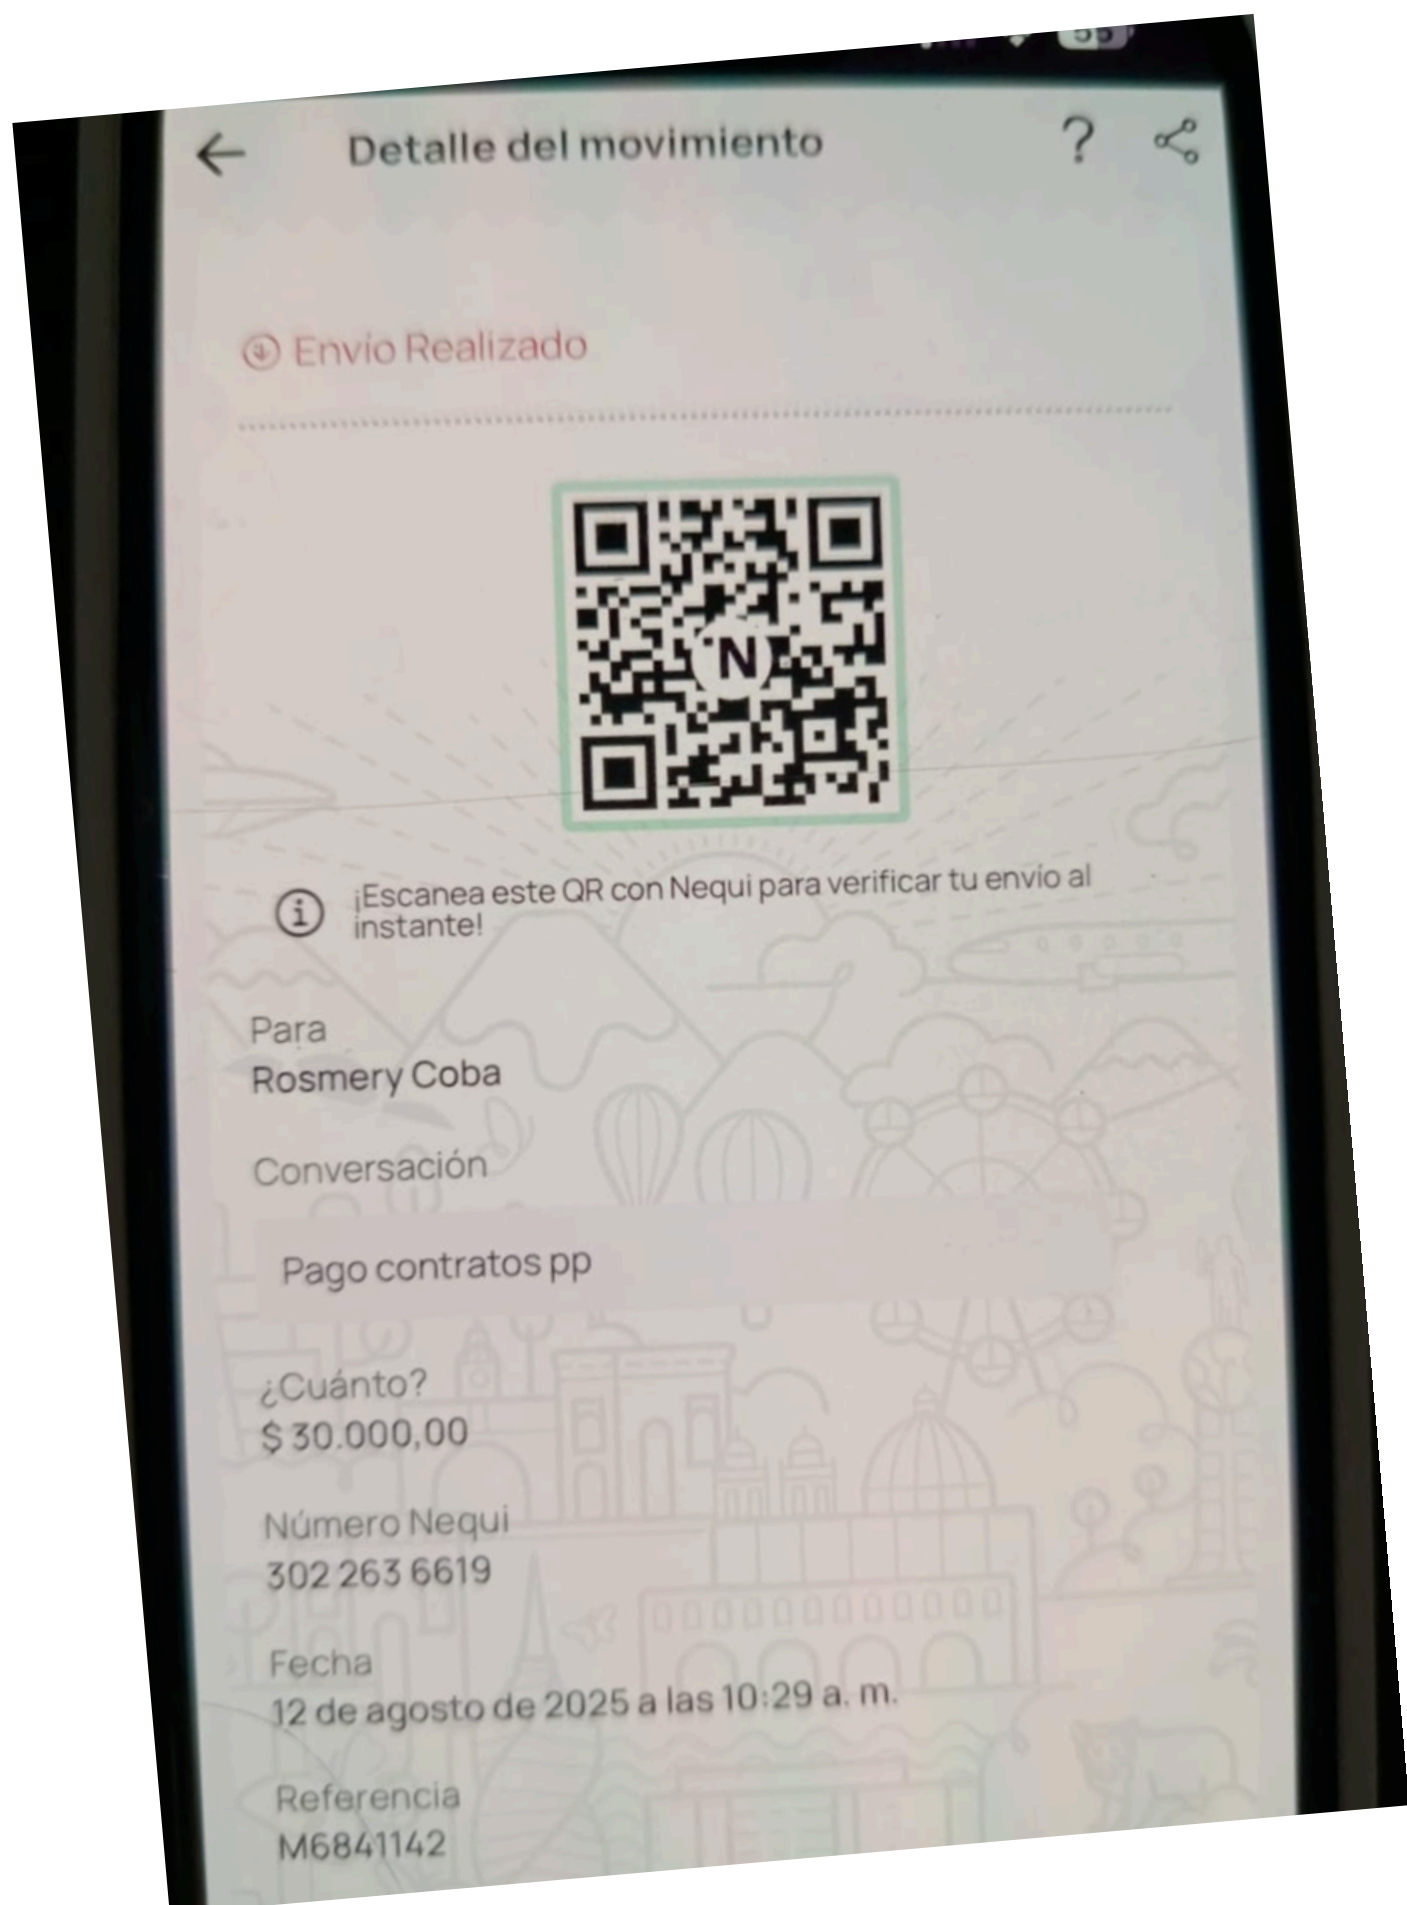 55
Detalle del movimiento
?
Envío Realizado
N
¡Escanea este QR con Nequi para verificar tu envío al
instante!
Para
Rosmery Coba
Conversación
Pago contratos pp
¿Cuánto?
$ 30.000,00
Número Nequi
302 263 6619
Fecha
12 de agosto de 2025 a las 10:29 a. m.
Referencia
M6841142